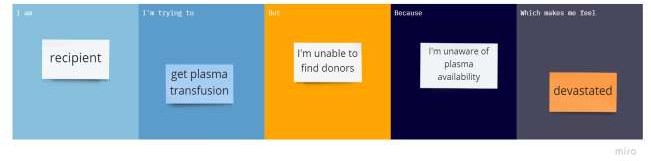 I am
I'm trying to
But
Because
Which makes me feel
recipient
get plasma
transfusion
I'm unable to
find donors
I'm unaware of
plasma
availability
devastated
miro